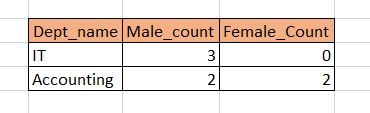 Dept_name Male_count Female_Count
IT 3 0
Accounting 2 2